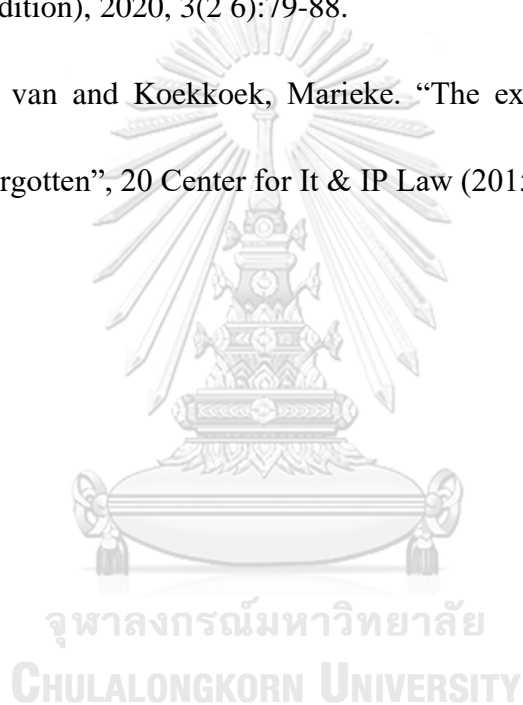 dition), 2020, 3(2 6):79-88.
van and Koekkoek, Marieke. “The ex
rgotten”, 20 Center for It & IP Law (201
จุฬาลงกรณ์มหาวิทยาลัย
CHULALONGKORN UNIVERSITY